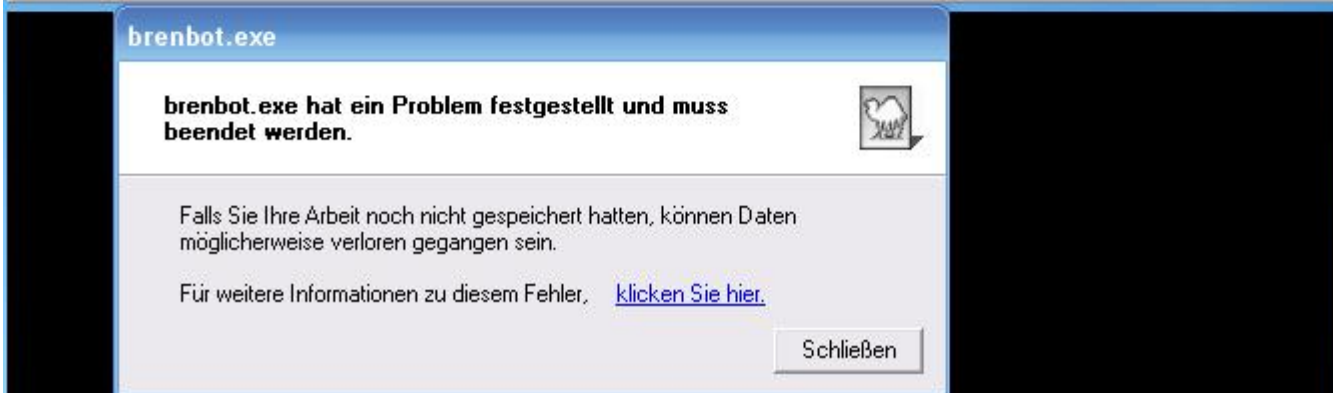 brenbot.exe
brenbot.exe hat ein Problem festgestellt und muss
beendet werden.
Falls Sie Ihre Arbeit noch nicht gespeichert hatten, können Daten
möglicherweise verloren gegangen sein.
Für weitere Informationen zu diesem Fehler, klicken Sie hier.
Schließen